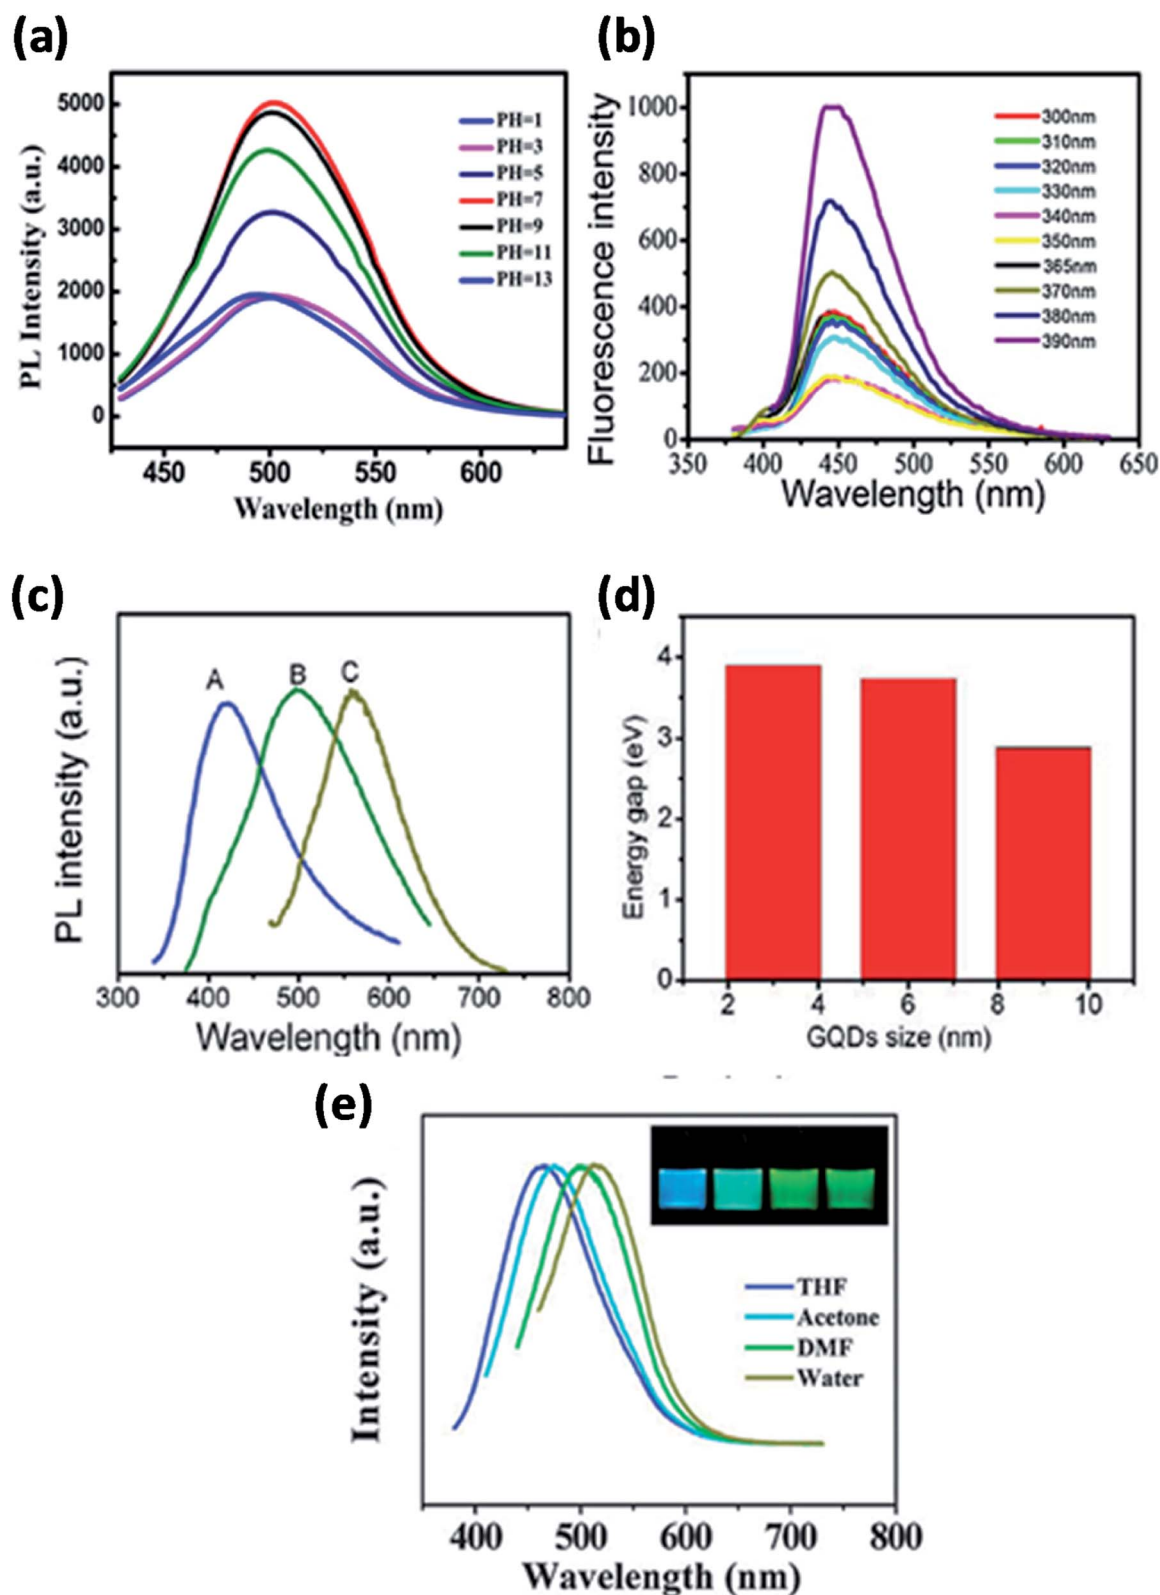 (a)
5000
4000
3000
2000
1000
0
PL Intensity (a.u.)
PH=1
PH=3
PH=5
PH=7
PH=9
PH=11
PH=13
450 500 550 600
Wavelength (nm)
(b)
1000
800
600
400
200
0
Fluorescence intensity
300nm
310nm
320nm
330nm
340nm
350nm
365nm
370nm
380nm
390nm
350 400 450 500 550 600 650
Wavelength (nm)
(c)
PL intensity (a.u.)
A B C
300 400 500 600 700 800
Wavelength (nm)
(d)
4
3
2
1
0
Energy gap (eV)
2 4 6 8 10
GQDs size (nm)
(e)
Intensity (a.u.)
THF
Acetone
DMF
Water
400 500 600 700 800
Wavelength (nm)